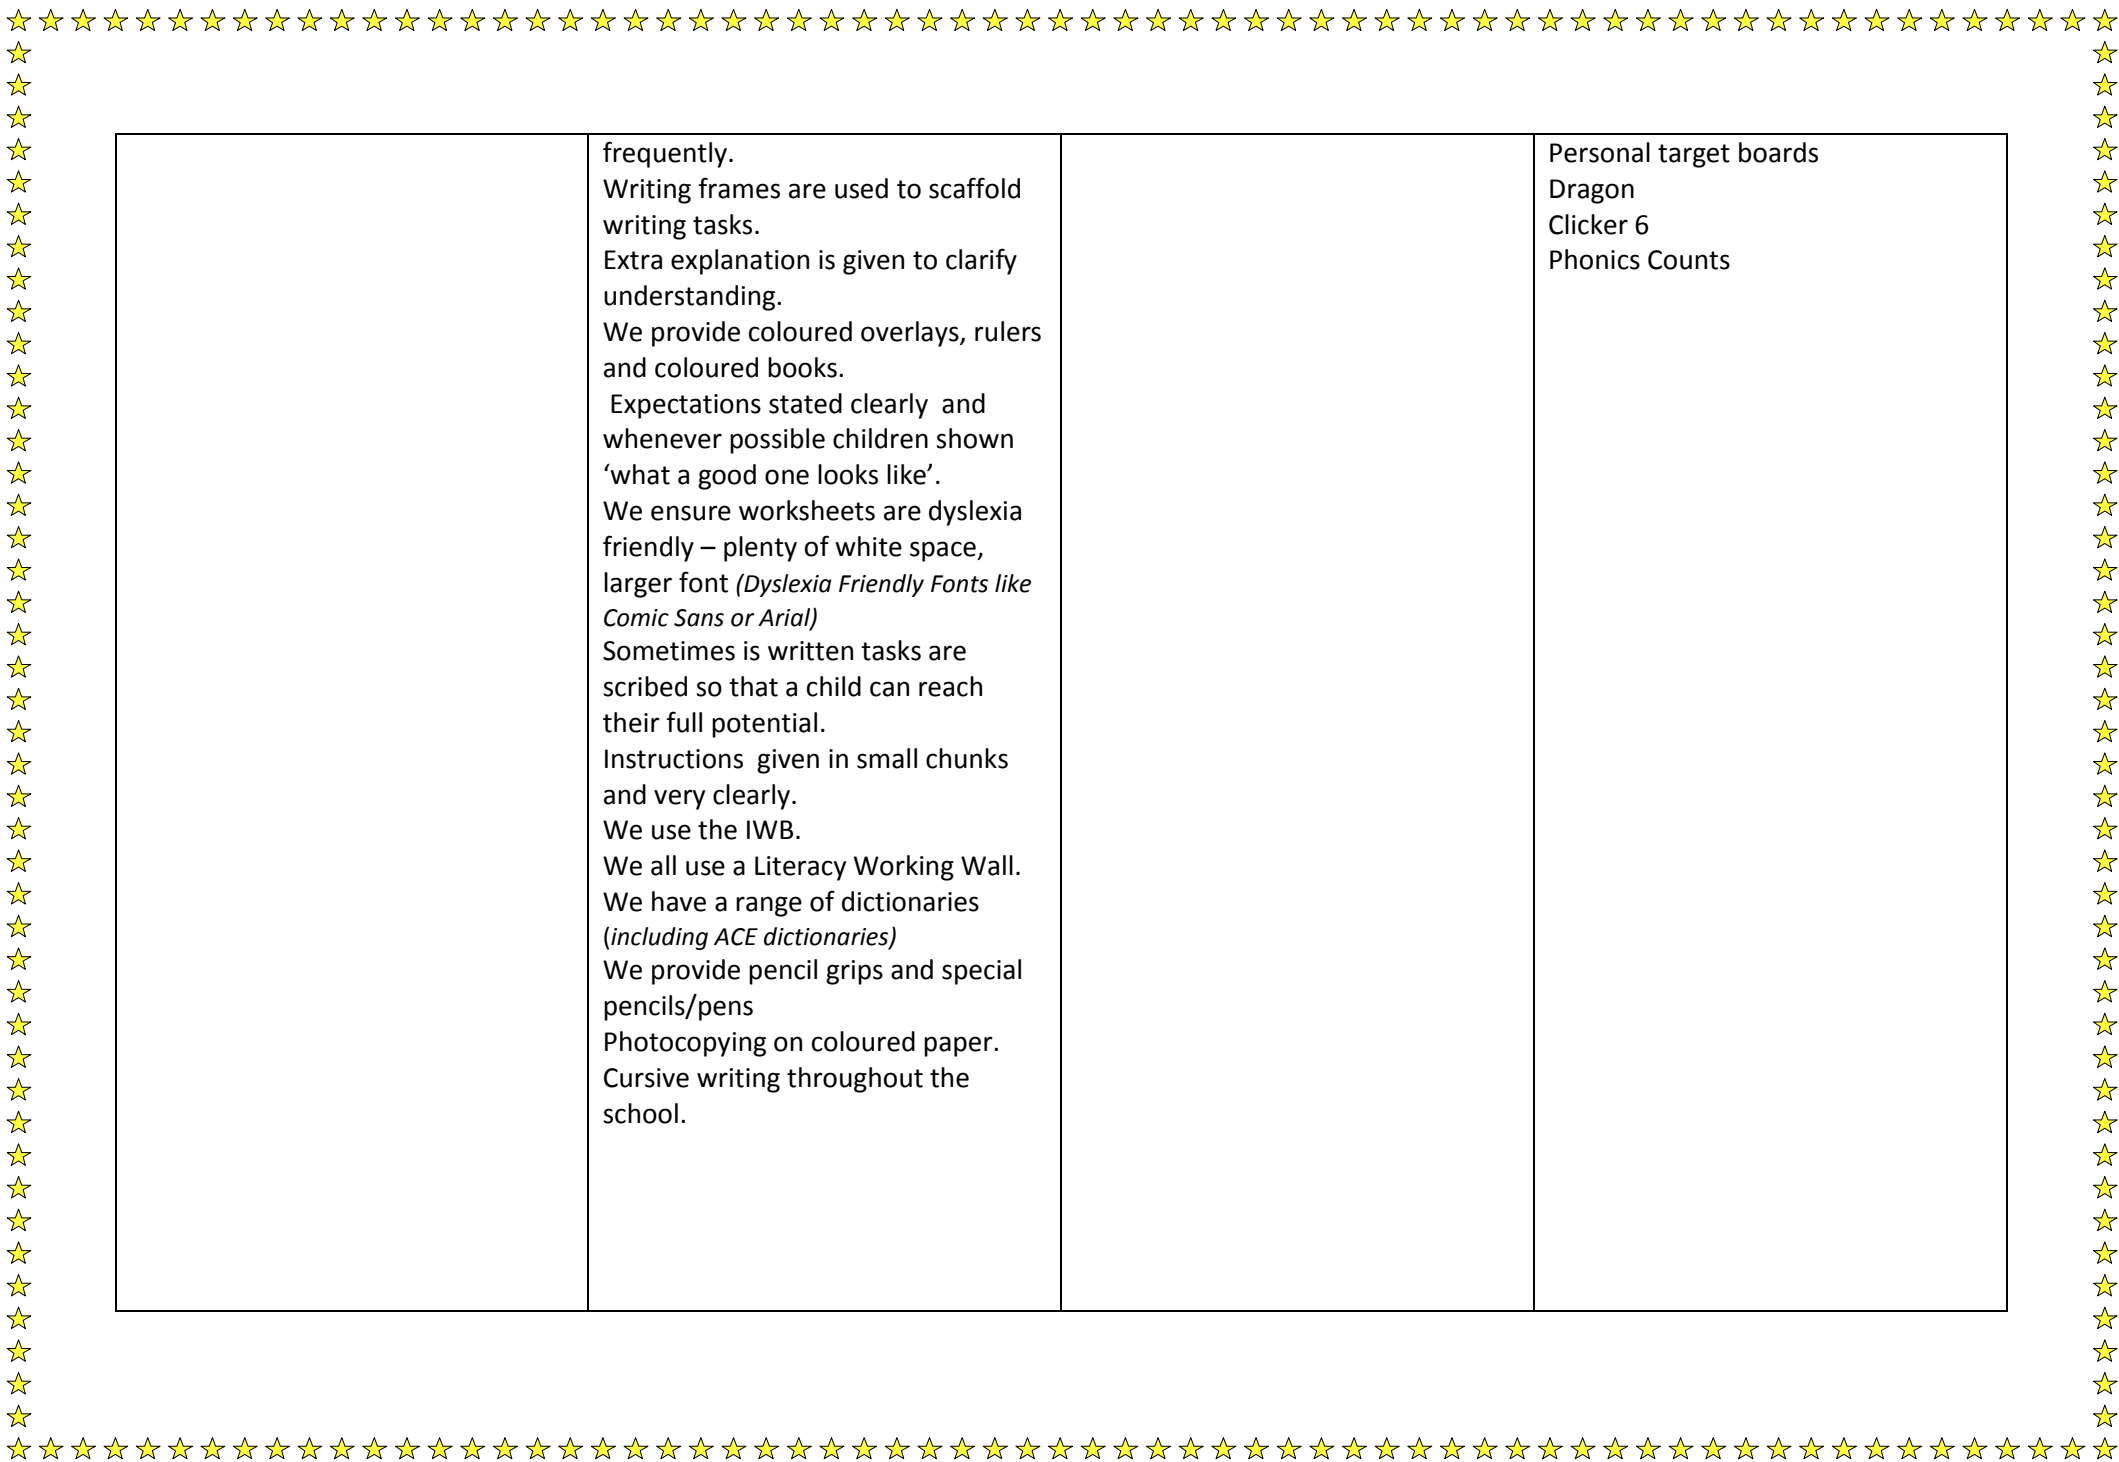 frequently.
Writing frames are used to scaffold
writing tasks.
Extra explanation is given to clarify
understanding.
We provide coloured overlays, rulers
and coloured books.
Expectations stated clearly  and
whenever possible children shown
‘what a good one looks like’.
We ensure worksheets are dyslexia
friendly – plenty of white space,
larger font (Dyslexia Friendly Fonts like
Comic Sans or Arial)
Sometimes is written tasks are
scribed so that a child can reach
their full potential.
Instructions  given in small chunks
and very clearly.
We use the IWB.
We all use a Literacy Working Wall.
We have a range of dictionaries
(including ACE dictionaries)
We provide pencil grips and special
pencils/pens
Photocopying on coloured paper.
Cursive writing throughout the
school.
Personal target boards
Dragon
Clicker 6
Phonics Counts